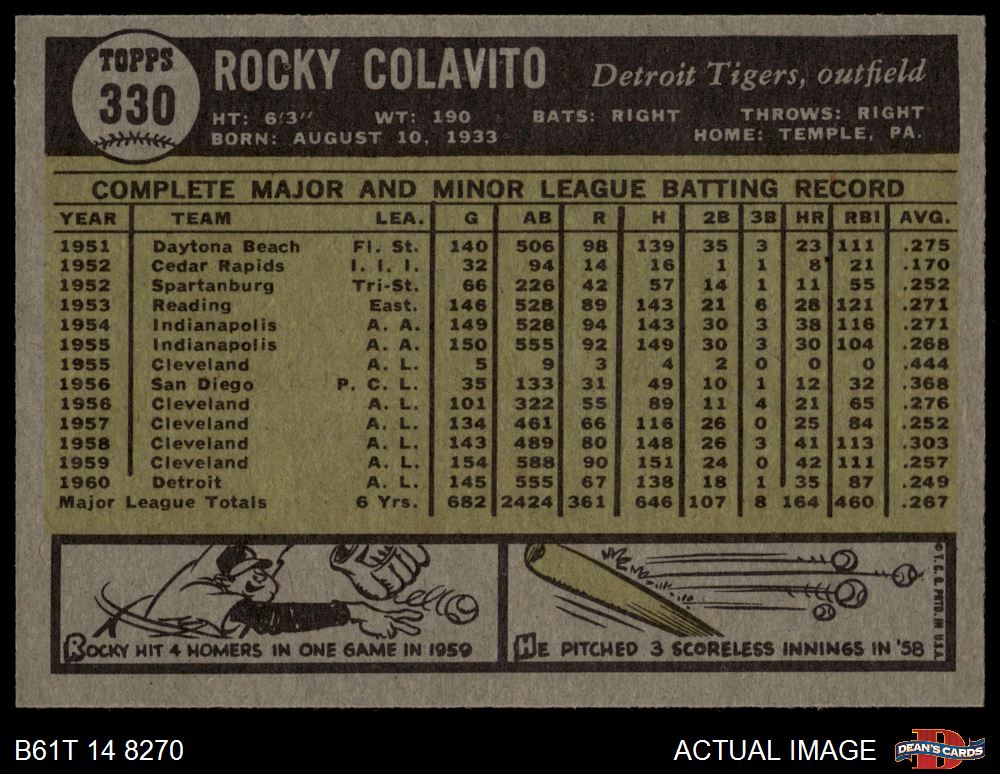 TOPPS
330
ROCKY COLAVITO Detroit Tigers, outfield
HT: 6'3" WT: 190 BATS: RIGHT THROWS: RIGHT
BORN: AUGUST 10, 1933 HOME: TEMPLE, PA.
COMPLETE MAJOR AND MINOR LEAGUE BATTING RECORD
YEAR TEAM LEA. G AB R H 2B 3B HR RBI AVG.
1951 Daytona Beach Fl. St. 140 506 98 139 35 3 23 111 .275
1952 Cedar Rapids I. I. I. 32 94 14 16 1 1 8 21 .170
1952 Spartanburg Tri-St. 66 226 42 57 14 1 11 55 .252
1953 Reading East. 146 528 89 143 21 6 28 121 .271
1954 Indianapolis A. A. 149 528 94 143 30 3 38 116 .271
1955 Indianapolis A. A. 150 555 92 149 30 3 30 104 .268
1955 Cleveland A. L. 5 9 3 4 2 0 0 0 .444
1956 San Diego P. C. L. 35 133 31 49 10 1 12 32 .368
1956 Cleveland A. L. 101 322 55 89 11 4 21 65 .276
1957 Cleveland A. L. 134 461 66 116 26 0 25 84 .252
1958 Cleveland A. L. 143 489 80 148 26 3 41 113 .303
1959 Cleveland A. L. 154 588 90 151 24 0 42 111 .257
1960 Detroit A. L. 145 555 67 138 18 1 35 87 .249
Major League Totals 6 Yrs. 682 2424 361 646 107 8 164 460 .267
ROCKY HIT 4 HOMERS IN ONE GAME IN 1959
HE PITCHED 3 SCORELESS INNINGS IN '58
© T. C. G. PRTD. IN U.S.A.
B61T 14 8270
ACTUAL IMAGE
DEAN'S CARDS